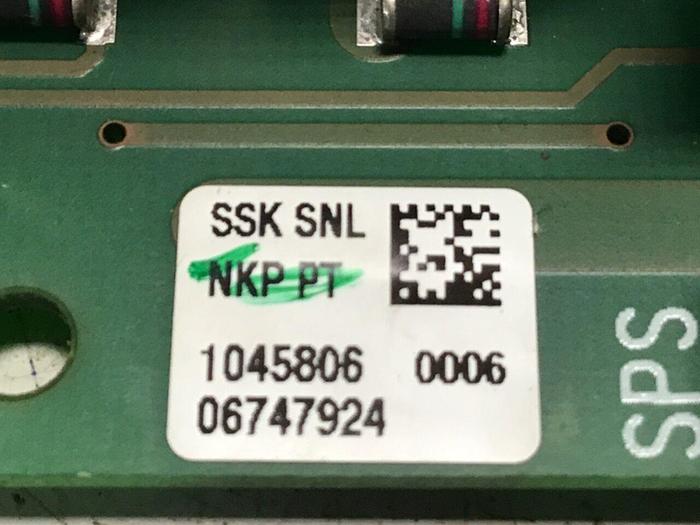 SSK SNL
NKP PT
1045806 0006
06747924
SPS